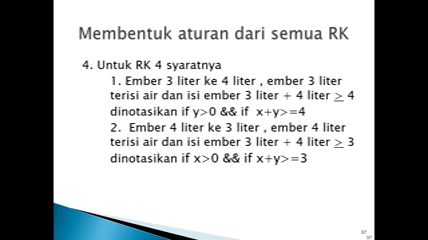 Membentuk aturan dari semua RK
4. Untuk RK 4 syaratnya
1. Ember 3 liter ke 4 liter , ember 3 liter
terisi air dan isi ember 3 liter + 4 liter ≥ 4
dinotasikan if y>0 && if x+y>=4
2. Ember 4 liter ke 3 liter , ember 4 liter
terisi air dan isi ember 3 liter + 4 liter ≥ 3
dinotasikan if x>0 && if x+y>=3
57
57